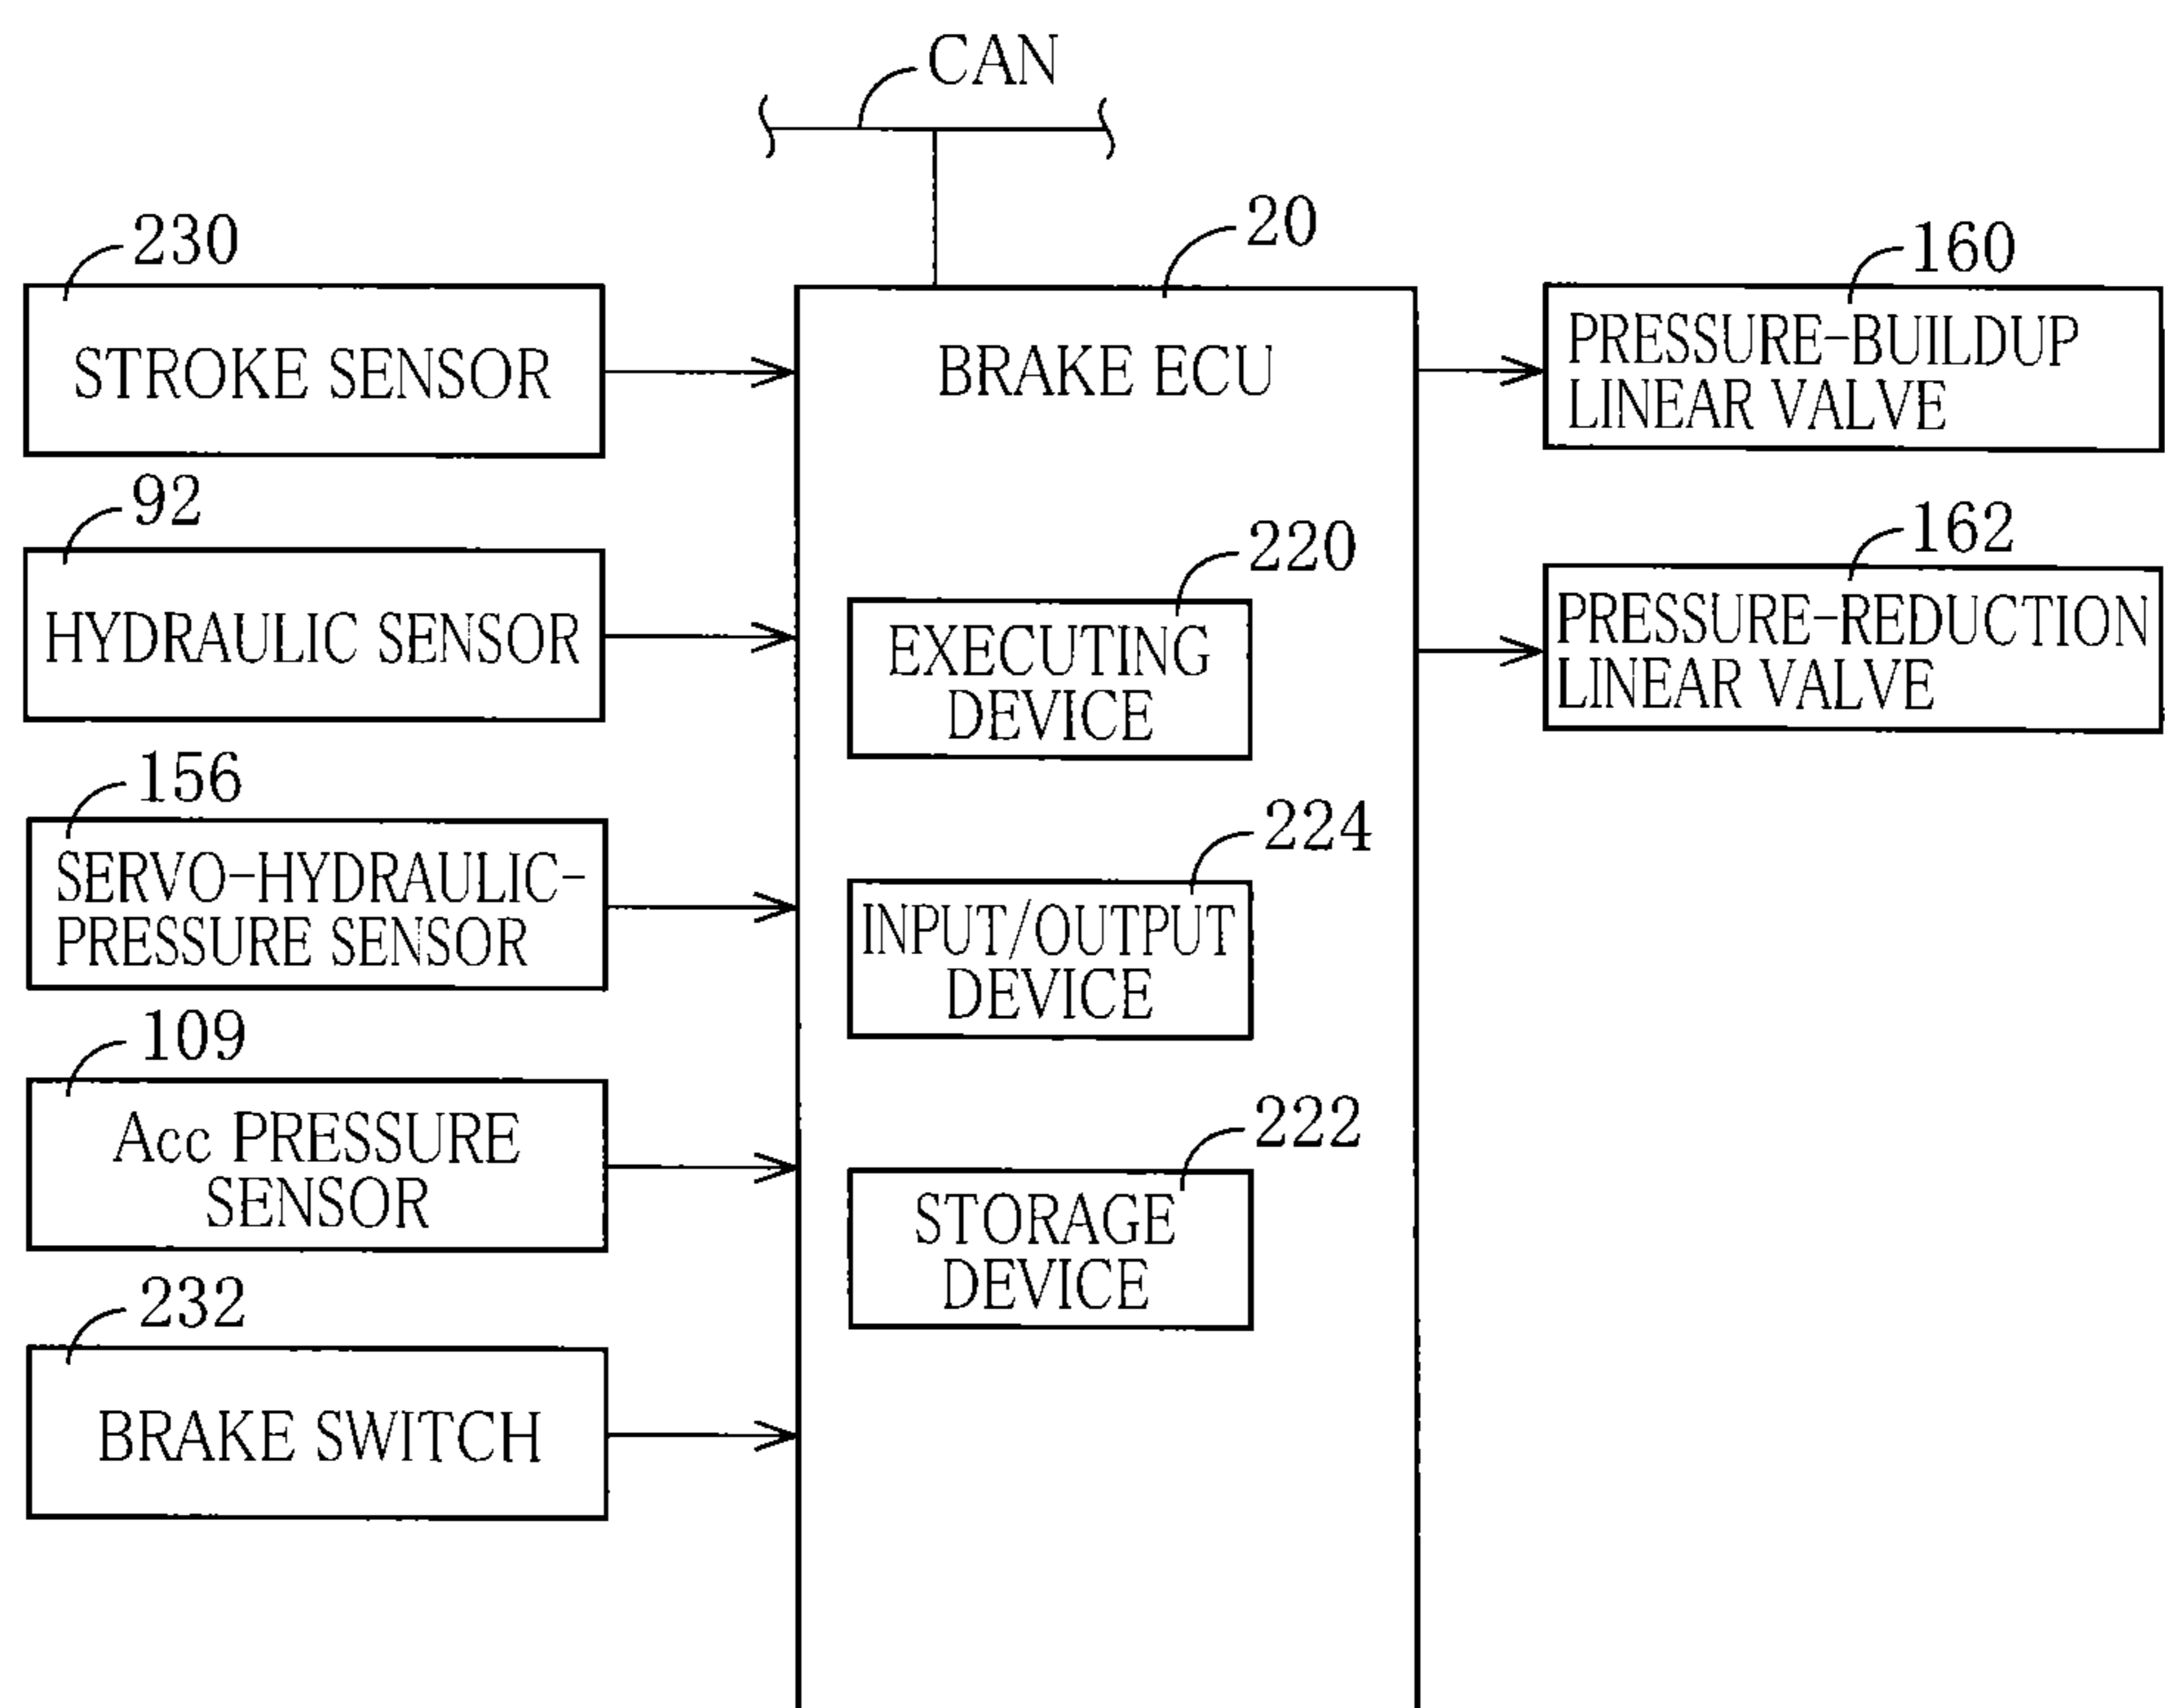 CAN
230
STROKE SENSOR
92
HYDRAULIC SENSOR
156
SERVO-HYDRAULIC-
PRESSURE SENSOR
109
Acc PRESSURE
SENSOR
232
BRAKE SWITCH
20
BRAKE ECU
220
EXECUTING
DEVICE
224
INPUT/OUTPUT
DEVICE
222
STORAGE
DEVICE
160
PRESSURE-BUILDUP
LINEAR VALVE
162
PRESSURE-REDUCTION
LINEAR VALVE